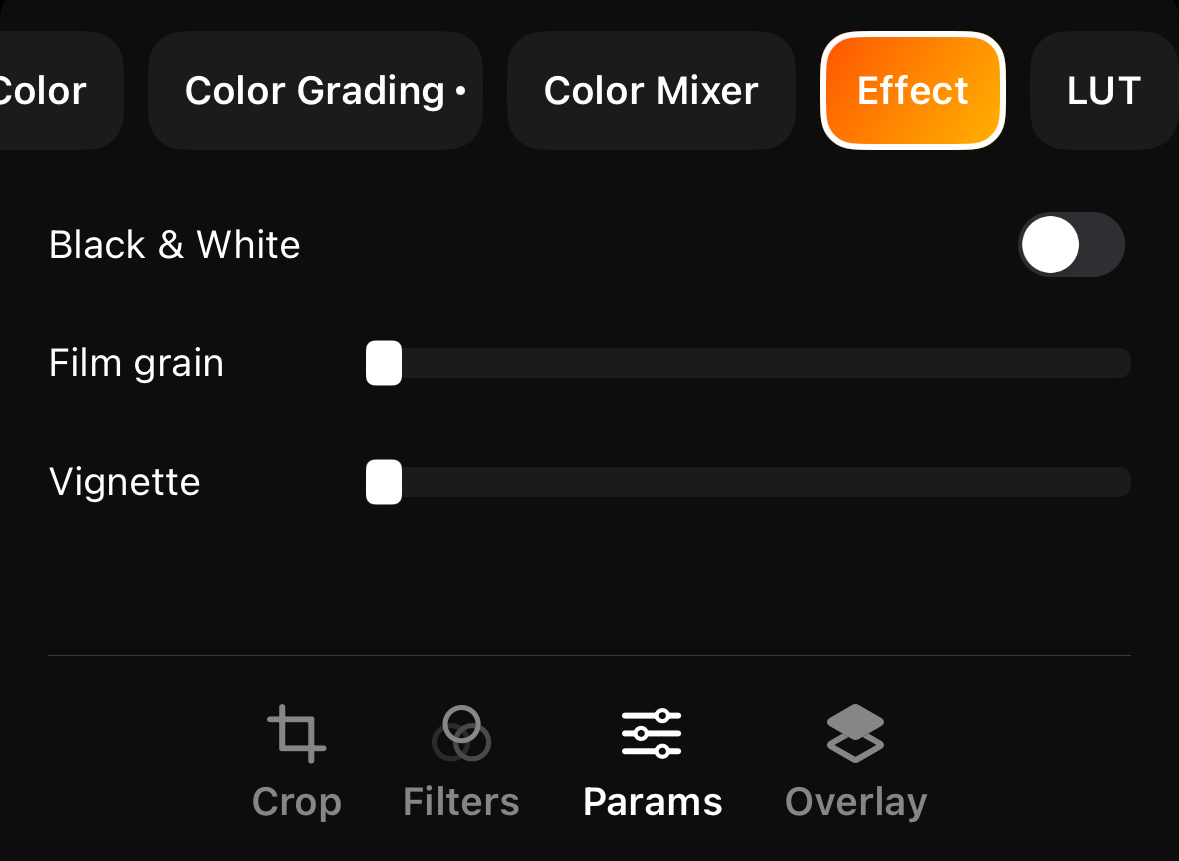 Color
Color Grading •
Color Mixer
Effect
LUT
Black & White
Film grain
Vignette
Crop
Filters
Params
Overlay